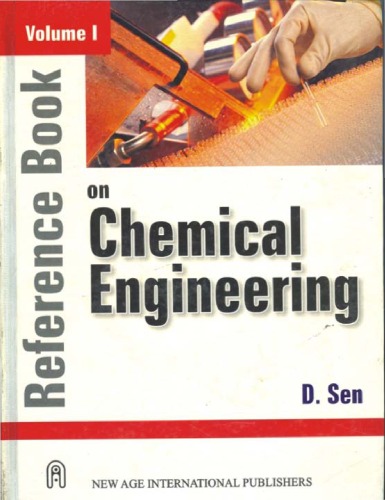 Volume I
Reference Book
on
Chemical
Engineering
D. Sen
NEW AGE INTERNATIONAL PUBLISHERS